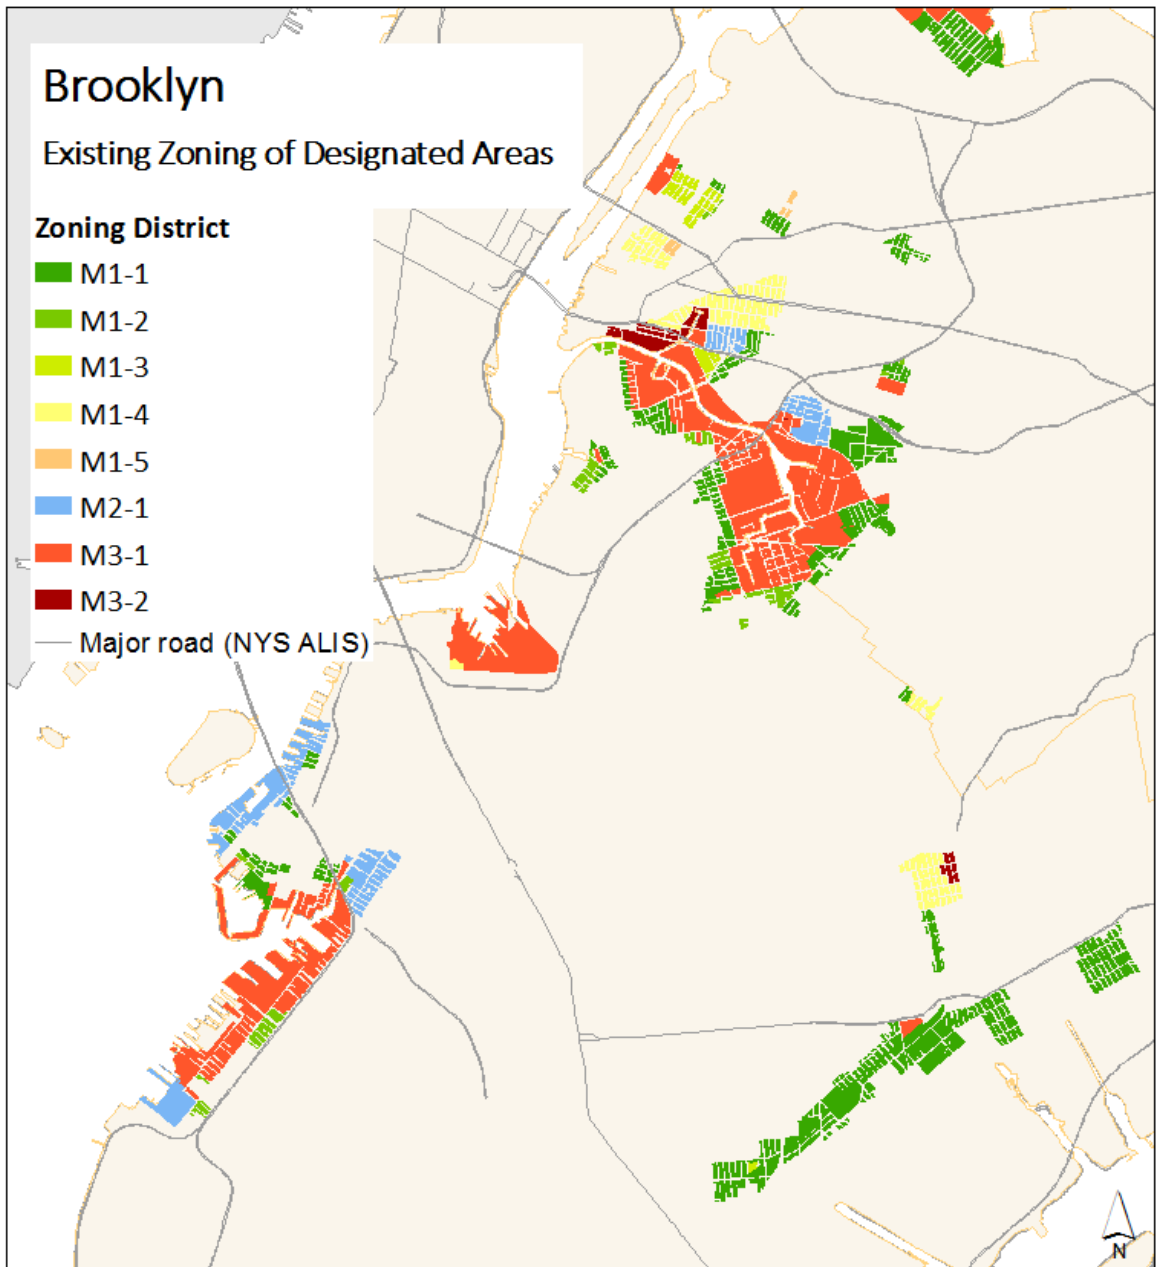 Brooklyn
Existing Zoning of Designated Areas
Zoning District
M1-1
M1-2
M1-3
M1-4
M1-5
M2-1
M3-1
M3-2
Major road (NYS ALIS)
N